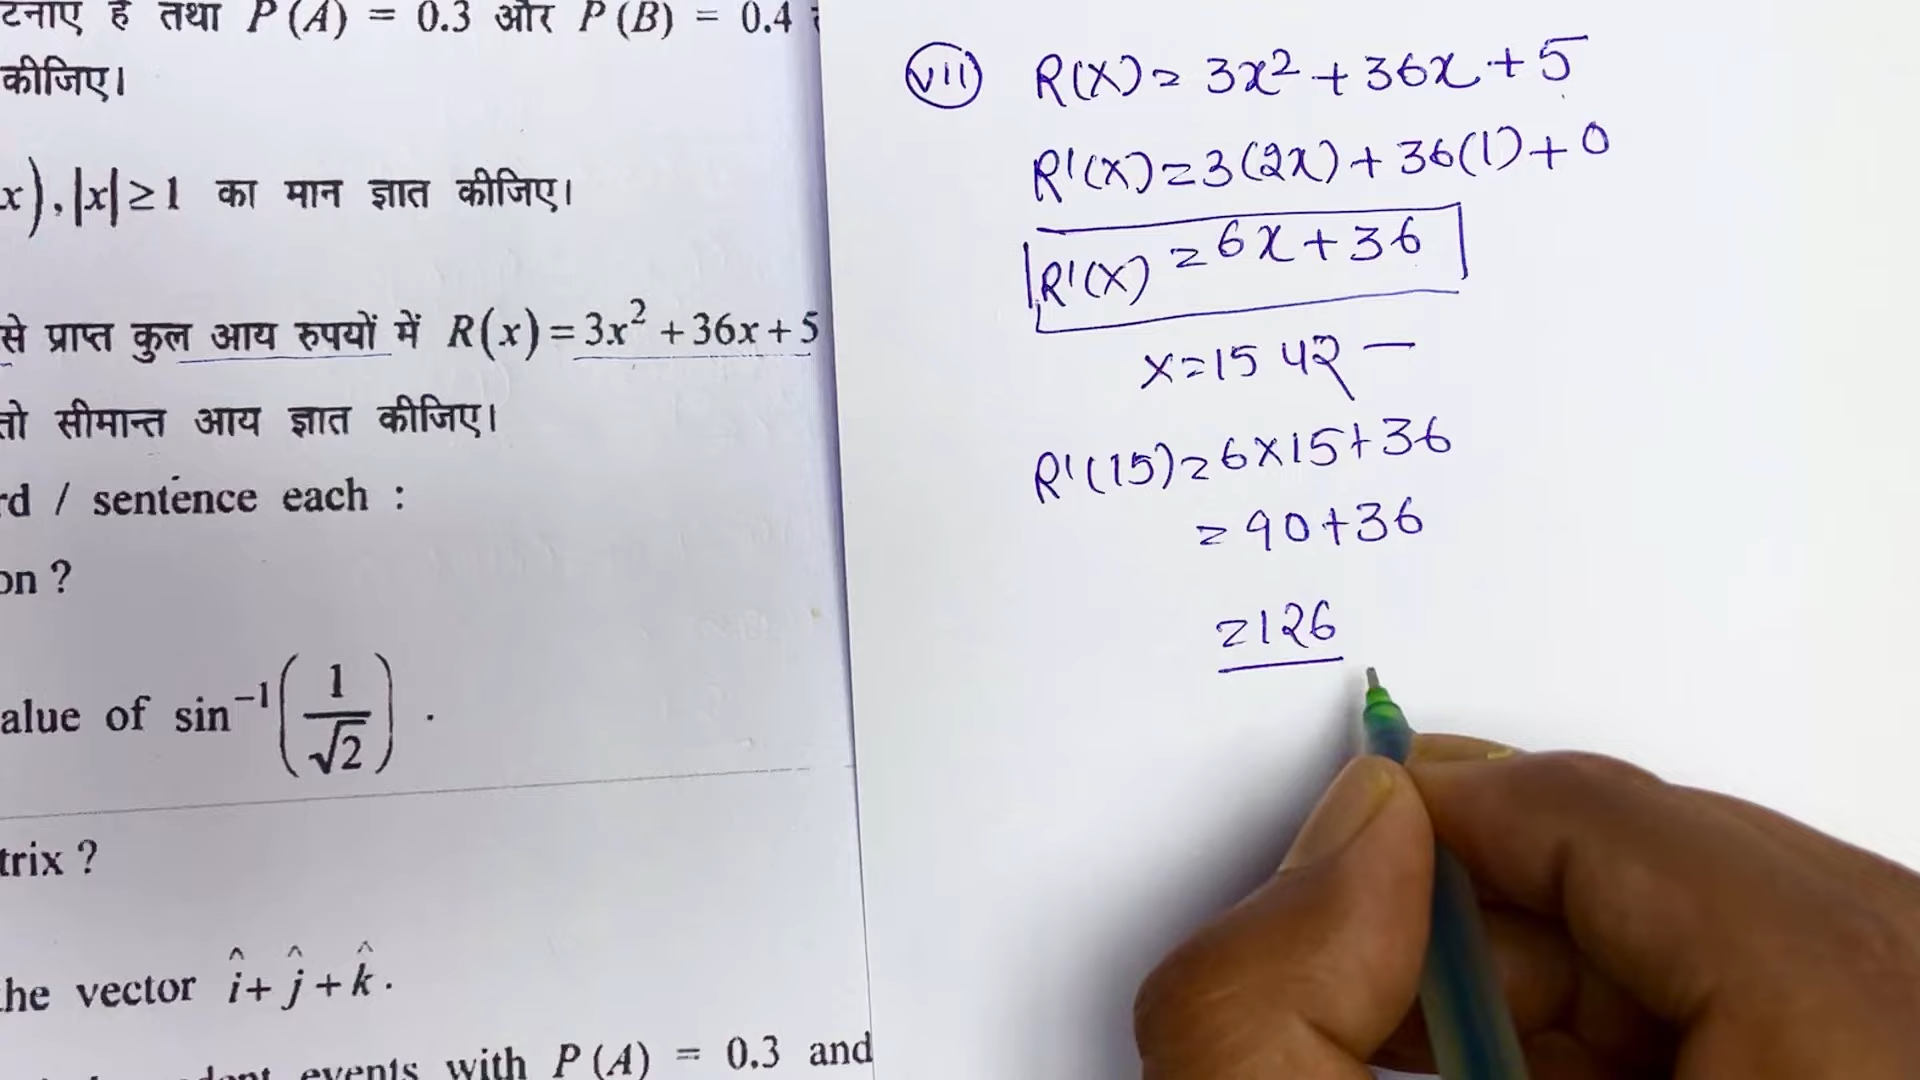 टनाएँ हैं तथा P(A) = 0.3 और P(B) = 0.4
कीजिए।
x), |x| ≥ 1 का मान ज्ञात कीजिए।
से प्राप्त कुल आय रुपयों में R(x) = 3x² + 36x + 5
तो सीमान्त आय ज्ञात कीजिए।
rd / sentence each :
on ?
alue of sin⁻¹(1/√2) .
trix ?
he vector î + ĵ + k̂ .
events with P(A) = 0.3 and
(vii) R(x) = 3x² + 36x + 5
R'(x) = 3(2x) + 36(1) + 0
R'(x) = 6x + 36
x = 15 पर —
R'(15) = 6×15+36
= 90+36
= 126